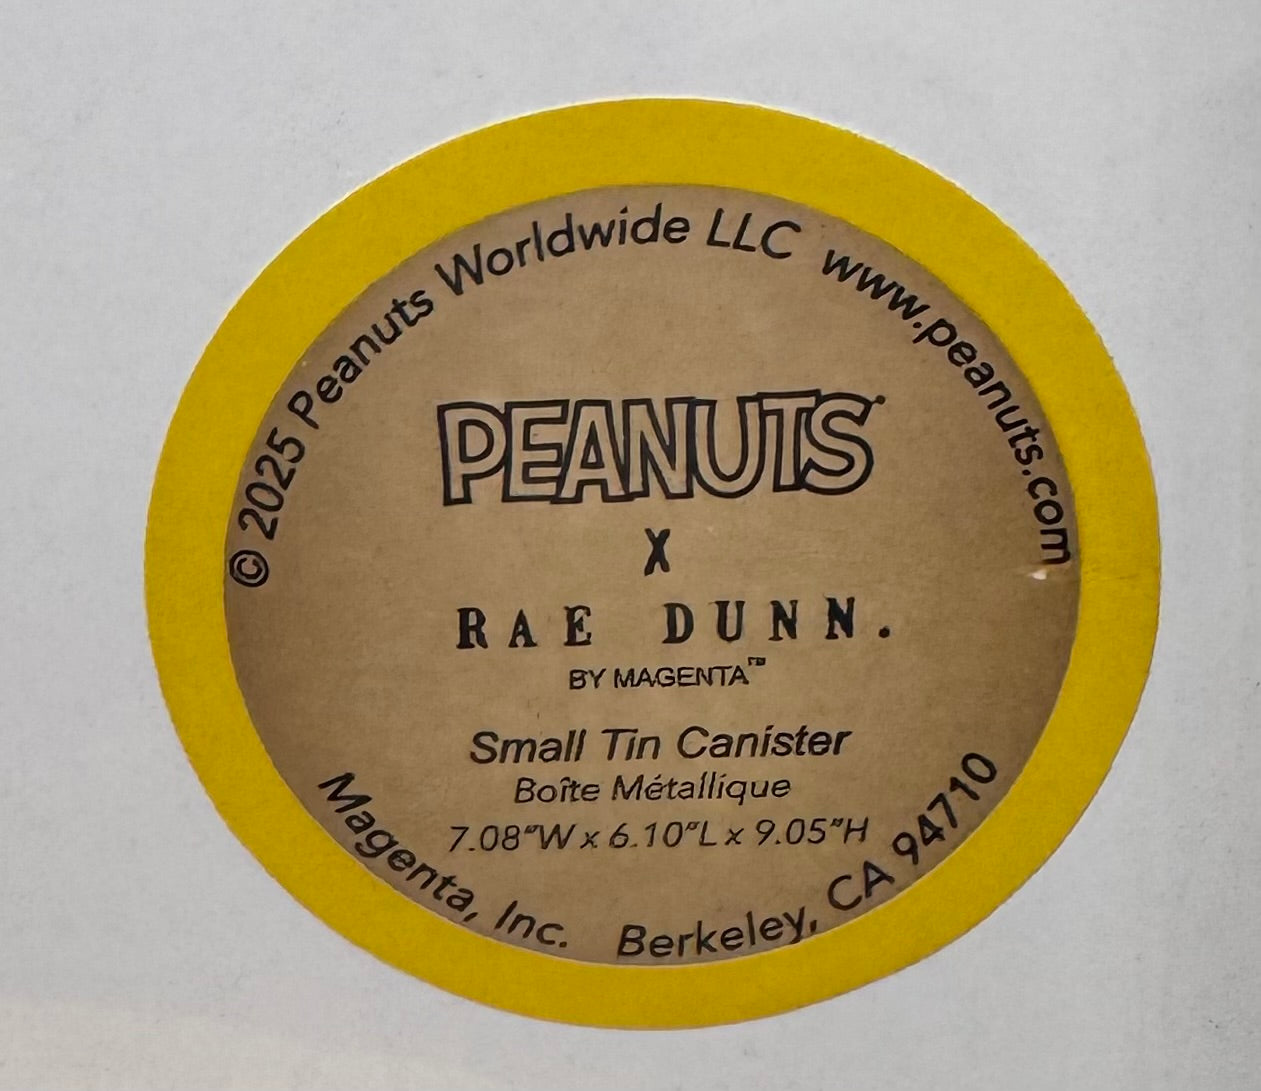 © 2025 Peanuts Worldwide LLC www.peanuts.com
PEANUTS
X
RAE DUNN.
BY MAGENTA™
Small Tin Canister
Boîte Métallique
7.08"W x 6.10"L x 9.05"H
Magenta, Inc. Berkeley, CA 94710